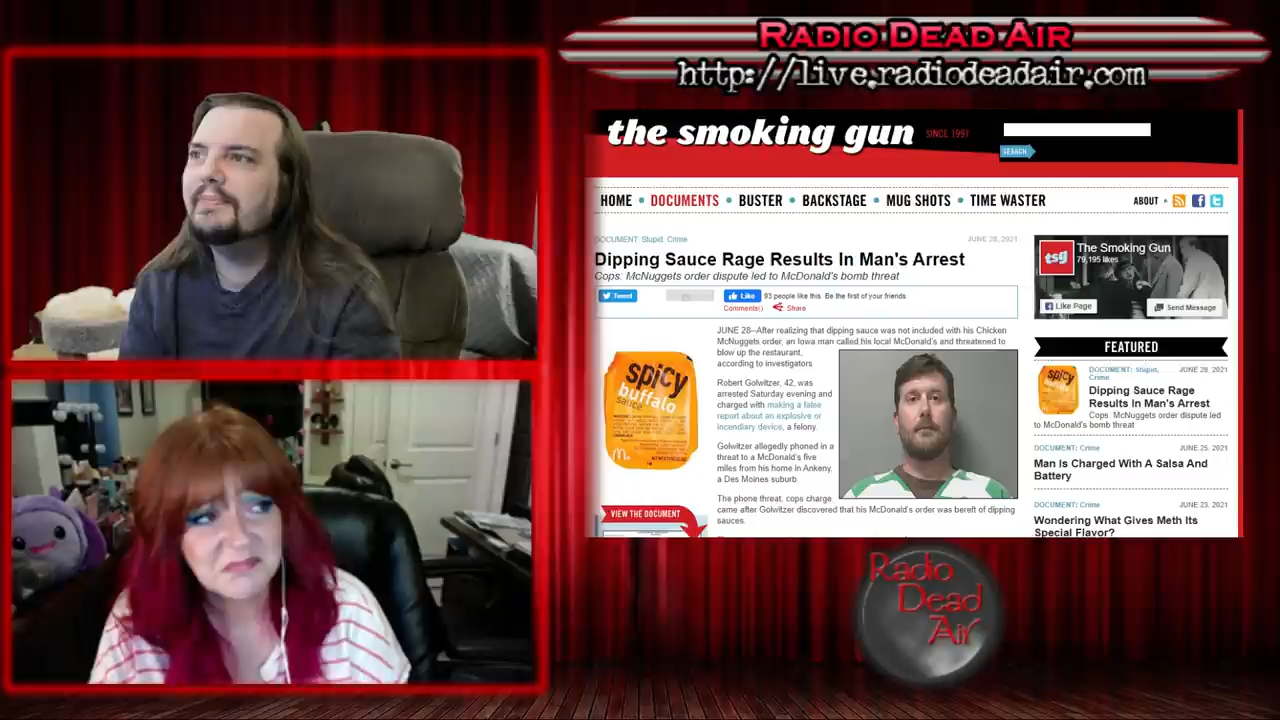 RADIO DEAD AIR
http://live.radiodeadair.com
the smoking gun SINCE 1997
SEARCH
HOME • DOCUMENTS • BUSTER • BACKSTAGE • MUG SHOTS • TIME WASTER
ABOUT •
DOCUMENT: Stupid, Crime
JUNE 28, 2021
Dipping Sauce Rage Results In Man's Arrest
Cops: McNuggets order dispute led to McDonald's bomb threat
Tweet
Like 93 people like this. Be the first of your friends.
Comments() Share
JUNE 28--After realizing that dipping sauce was not included with his Chicken
McNuggets order, an Iowa man called his local McDonald's and threatened to
blow up the restaurant,
according to investigators
Robert Golwitzer, 42, was
arrested Saturday evening and
charged with making a false
report about an explosive or
incendiary device, a felony.
Golwitzer allegedly phoned in a
threat to a McDonald's five
miles from his home in Ankeny,
a Des Moines suburb
The phone threat, cops charge
came after Golwitzer discovered that his McDonald's order was bereft of dipping
sauces.
spicy
buffalo
sauce
VIEW THE DOCUMENT
tsg
The Smoking Gun
79,195 likes
Like Page
Send Message
FEATURED
spicy
buffalo
DOCUMENT: Stupid,
Crime
JUNE 28, 2021
Dipping Sauce Rage
Results In Man's Arrest
Cops: McNuggets order dispute led
to McDonald's bomb threat
DOCUMENT: Crime
JUNE 25, 2021
Man Is Charged With A Salsa And
Battery
DOCUMENT: Crime
JUNE 23, 2021
Wondering What Gives Meth Its
Special Flavor?
Radio
Dead
Air